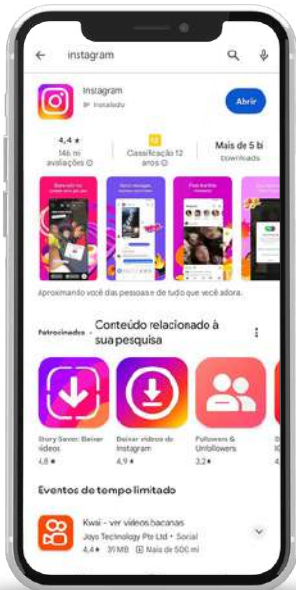 instagram
Instagram
Instalado
Abrir
4,4 ★
146 mi
avaliações
12
Classificação 12
anos
Mais de 5 bi
downloads
Aproximando você das pessoas e de tudo que você adora.
Patrocinados • Conteúdo relacionado à
sua pesquisa
Story Saver: Baixar
vídeos
4,8 ★
Baixar vídeos do
Instagram
4,9 ★
Followers &
Unfollowers
3,2 ★
Eventos de tempo limitado
Kwai - ver vídeos bacanas
Joyo Technology Pte Ltd • Social
4,4 ★ 39 MB Mais de 500 mi